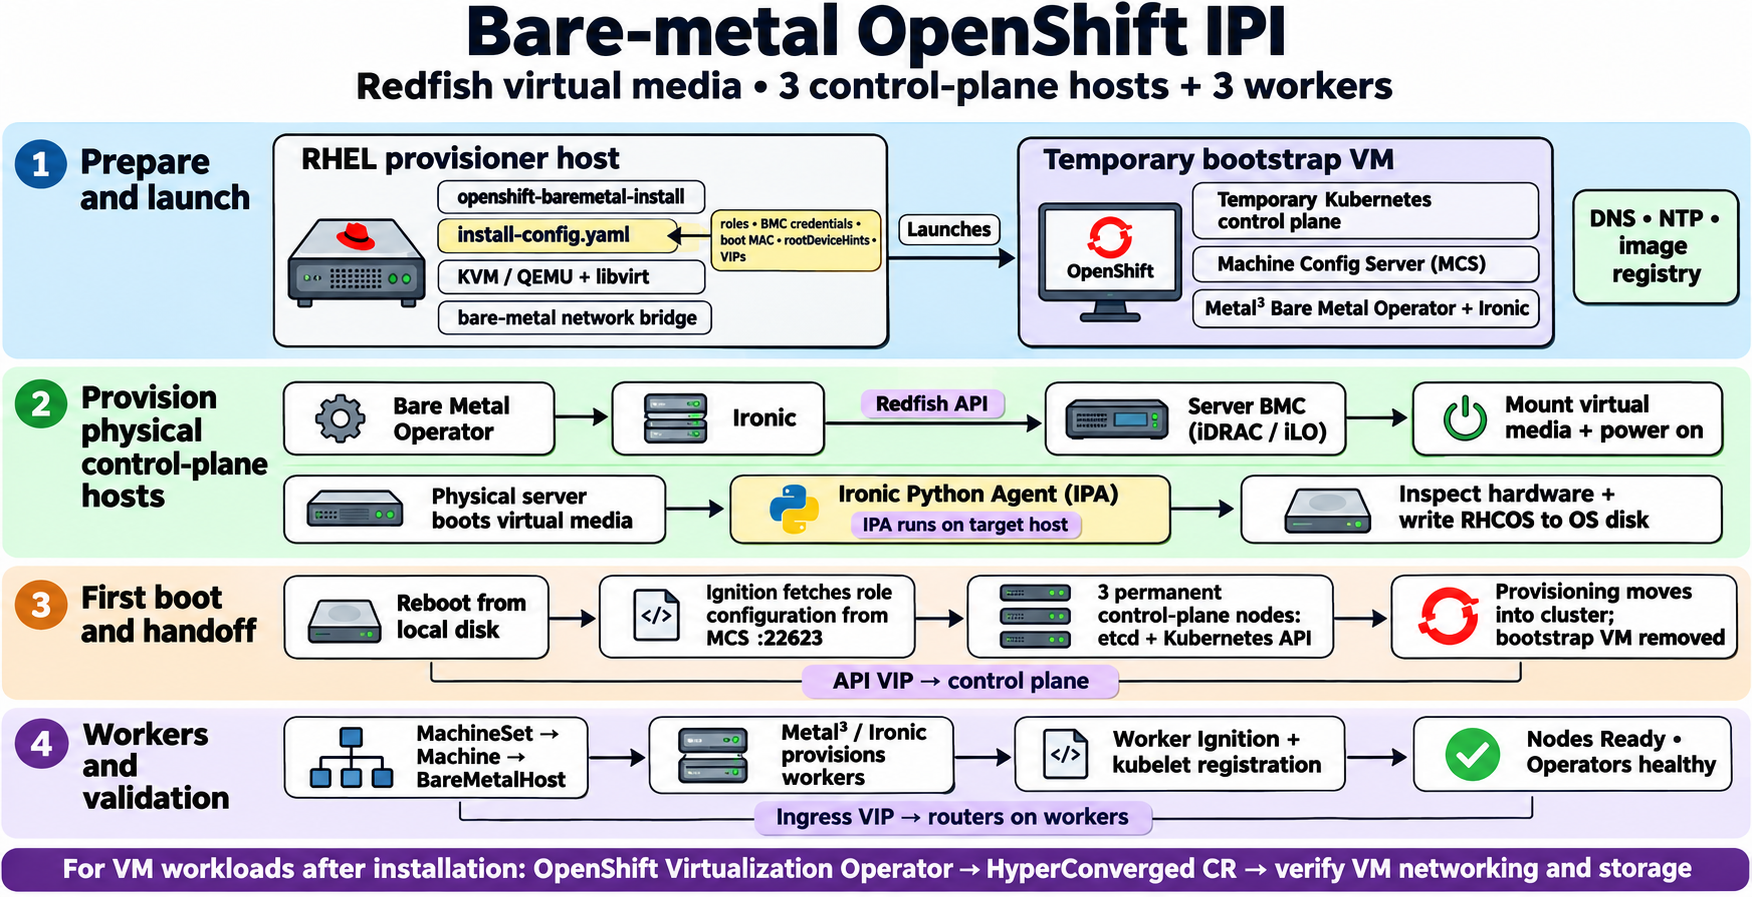 Bare-metal OpenShift IPI
Redfish virtual media • 3 control-plane hosts + 3 workers
1
Prepare
and launch
RHEL provisioner host
openshift-baremetal-install
install-config.yaml
KVM / QEMU + libvirt
bare-metal network bridge
roles • BMC credentials •
boot MAC • rootDeviceHints •
VIPs
Launches
Temporary bootstrap VM
OpenShift
Temporary Kubernetes
control plane
Machine Config Server (MCS)
Metal³ Bare Metal Operator + Ironic
DNS • NTP •
image
registry
2
Provision
physical
control-plane
hosts
Bare Metal
Operator
Ironic
Redfish API
Server BMC
(iDRAC / iLO)
Mount virtual
media + power on
Physical server
boots virtual media
Ironic Python Agent (IPA)
IPA runs on target host
Inspect hardware +
write RHCOS to OS disk
3
First boot
and handoff
Reboot from
local disk
</>
Ignition fetches role
configuration from
MCS :22623
3 permanent
control-plane nodes:
etcd + Kubernetes API
Provisioning moves
into cluster;
bootstrap VM removed
API VIP → control plane
4
Workers
and
validation
MachineSet →
Machine →
BareMetalHost
Metal³ / Ironic
provisions
workers
</>
Worker Ignition +
kubelet registration
Nodes Ready •
Operators healthy
Ingress VIP → routers on workers
For VM workloads after installation: OpenShift Virtualization Operator → HyperConverged CR → verify VM networking and storage